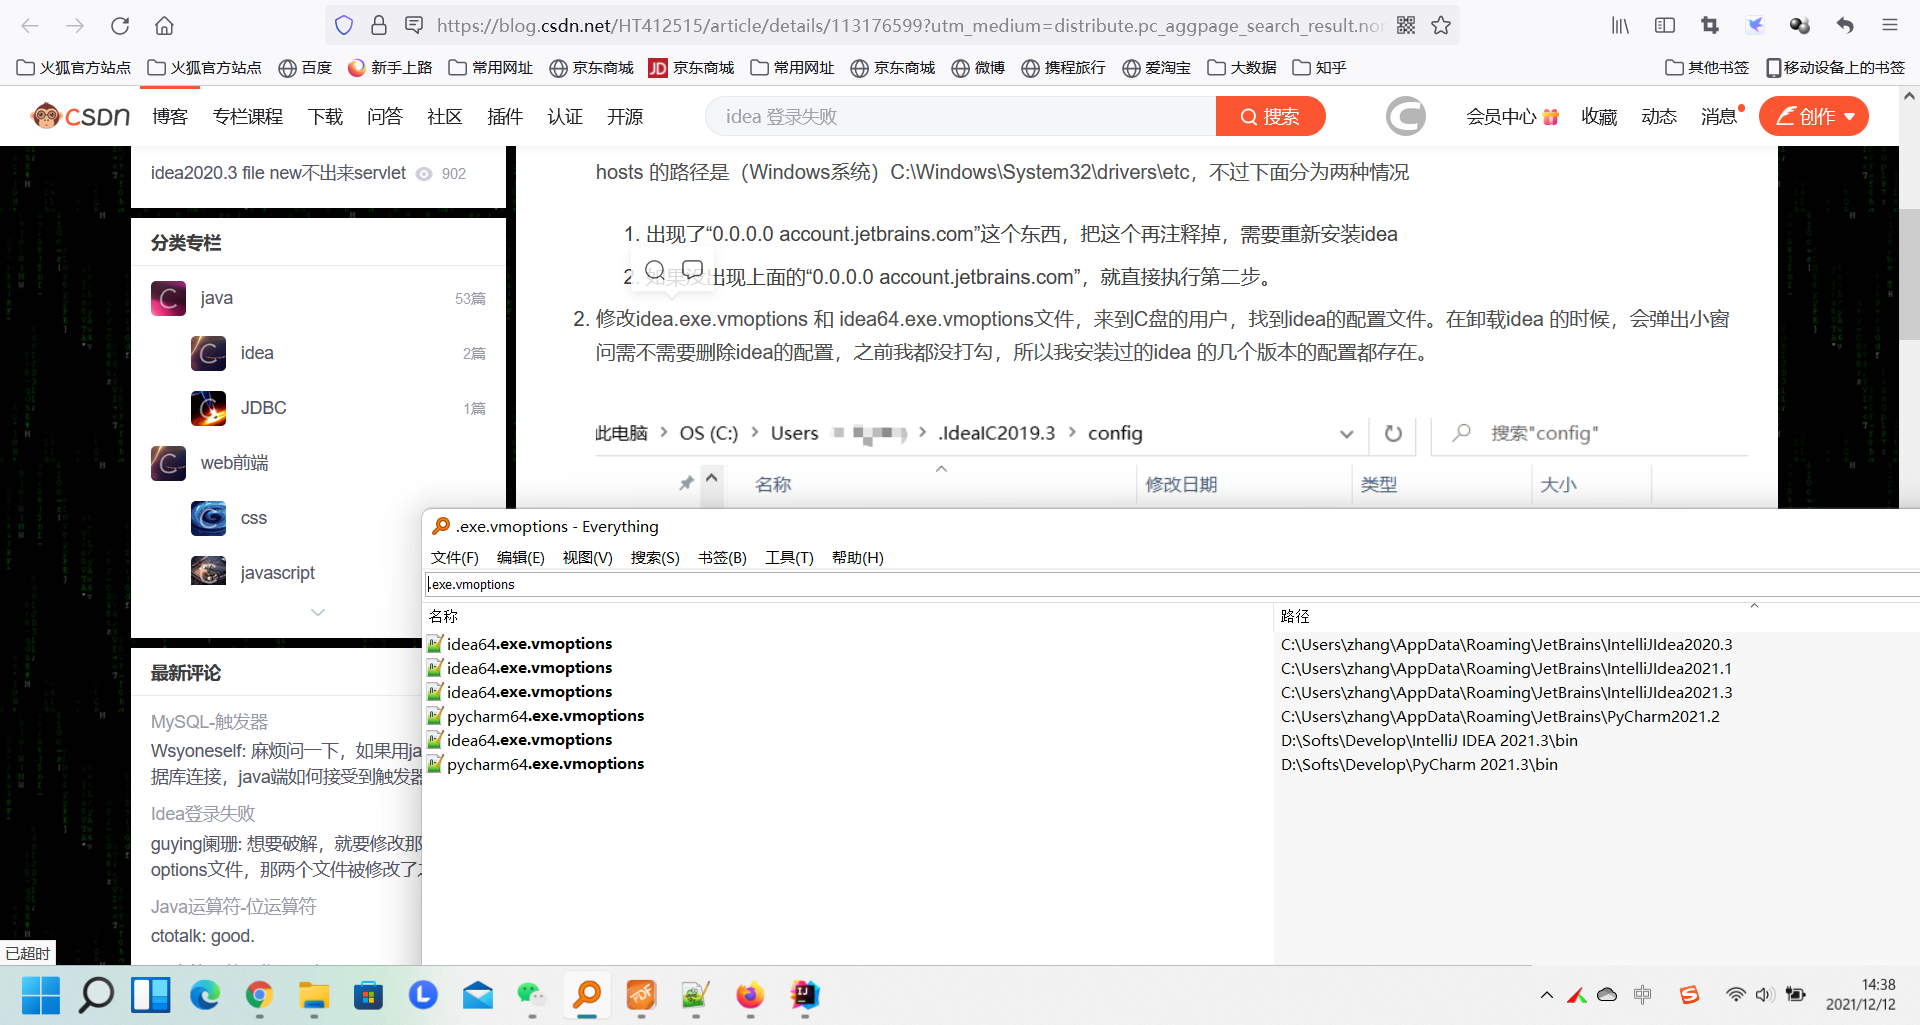 https://blog.csdn.net/HT412515/article/details/113176599?utm_medium=distribute.pc_aggpage_search_result.nor
火狐官方站点 火狐官方站点 百度 新手上路 常用网址 京东商城 JD 京东商城 常用网址 京东商城 微博 携程旅行 爱淘宝 大数据 知乎 其他书签 移动设备上的书签
CSDN 博客 专栏课程 下载 问答 社区 插件 认证 开源 idea 登录失败 搜索 会员中心 收藏 动态 消息 创作
idea2020.3 file new不出来servlet 902
分类专栏
java 53篇
idea 2篇
JDBC 1篇
web前端
css
javascript
最新评论
MySQL-触发器
Wsyoneself: 麻烦问一下，如果用ja
据库连接，java端如何接受到触发器
Idea登录失败
guying阑珊: 想要破解，就要修改那
options文件，那两个文件被修改了
Java运算符-位运算符
ctotalk: good.
已超时
hosts 的路径是（Windows系统）C:\Windows\System32\drivers\etc，不过下面分为两种情况
1. 出现了“0.0.0.0 account.jetbrains.com”这个东西，把这个再注释掉，需要重新安装idea
2. 如果没出现上面的“0.0.0.0 account.jetbrains.com”，就直接执行第二步。
2. 修改idea.exe.vmoptions 和 idea64.exe.vmoptions文件，来到C盘的用户，找到idea的配置文件。在卸载idea 的时候，会弹出小窗
问需不需要删除idea的配置，之前我都没打勾，所以我安装过的idea 的几个版本的配置都存在。
此电脑 > OS (C:) > Users > .IdeaIC2019.3 > config 搜索"config"
名称 修改日期 类型 大小
.exe.vmoptions - Everything
文件(F) 编辑(E) 视图(V) 搜索(S) 书签(B) 工具(T) 帮助(H)
.exe.vmoptions
名称 路径
idea64.exe.vmoptions C:\Users\zhang\AppData\Roaming\JetBrains\IntelliJIdea2020.3
idea64.exe.vmoptions C:\Users\zhang\AppData\Roaming\JetBrains\IntelliJIdea2021.1
idea64.exe.vmoptions C:\Users\zhang\AppData\Roaming\JetBrains\IntelliJIdea2021.3
pycharm64.exe.vmoptions C:\Users\zhang\AppData\Roaming\JetBrains\PyCharm2021.2
idea64.exe.vmoptions D:\Softs\Develop\IntelliJ IDEA 2021.3\bin
pycharm64.exe.vmoptions D:\Softs\Develop\PyCharm 2021.3\bin
中
14:38
2021/12/12